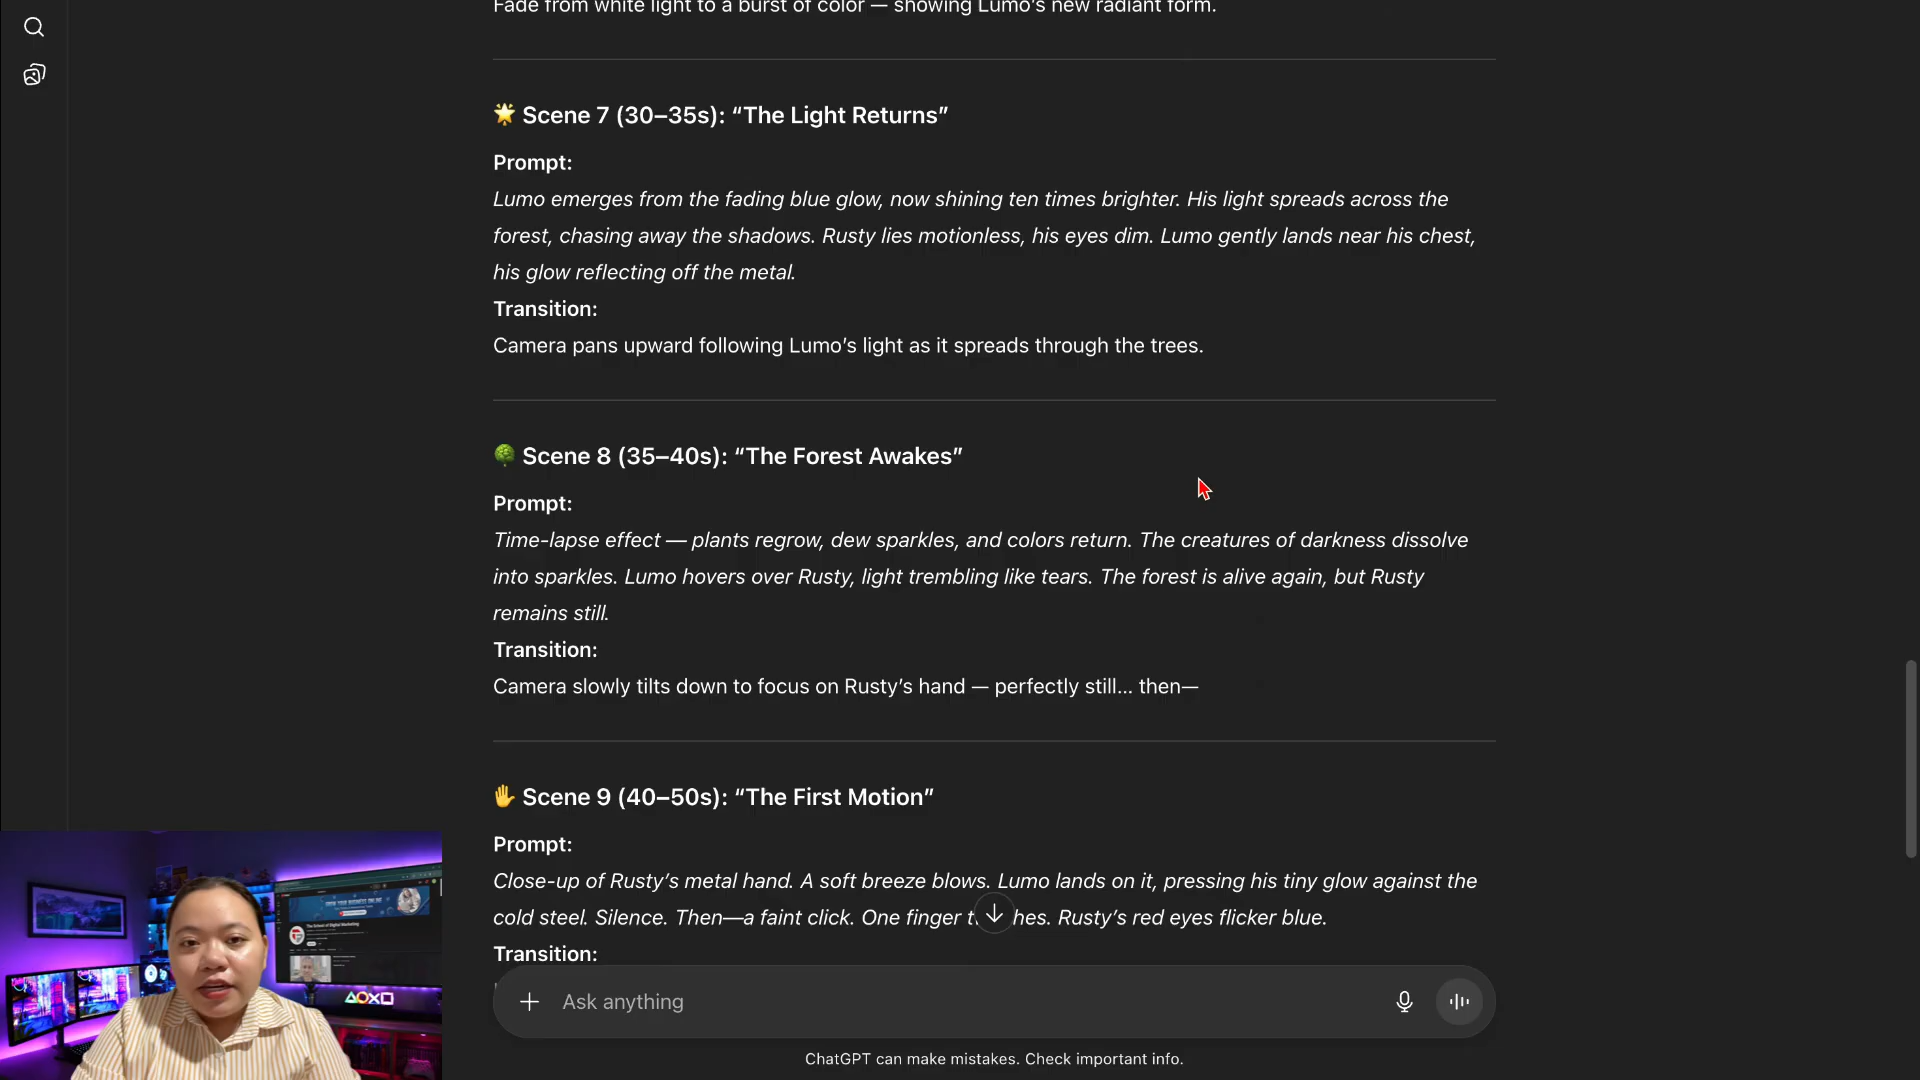 Fade from white light to a burst of color — showing Lumo’s new radiant form.
🌟 Scene 7 (30–35s): “The Light Returns”
Prompt:
Lumo emerges from the fading blue glow, now shining ten times brighter. His light spreads across the
forest, chasing away the shadows. Rusty lies motionless, his eyes dim. Lumo gently lands near his chest,
his glow reflecting off the metal.
Transition:
Camera pans upward following Lumo’s light as it spreads through the trees.
🌳 Scene 8 (35–40s): “The Forest Awakes”
Prompt:
Time-lapse effect — plants regrow, dew sparkles, and colors return. The creatures of darkness dissolve
into sparkles. Lumo hovers over Rusty, light trembling like tears. The forest is alive again, but Rusty
remains still.
Transition:
Camera slowly tilts down to focus on Rusty’s hand — perfectly still… then—
🖐 Scene 9 (40–50s): “The First Motion”
Prompt:
Close-up of Rusty’s metal hand. A soft breeze blows. Lumo lands on it, pressing his tiny glow against the
cold steel. Silence. Then—a faint click. One finger t hes. Rusty’s red eyes flicker blue.
Transition:
Ask anything
ChatGPT can make mistakes. Check important info.
GROW YOUR BUSINESS ONLINE
The School of Digital Marketing